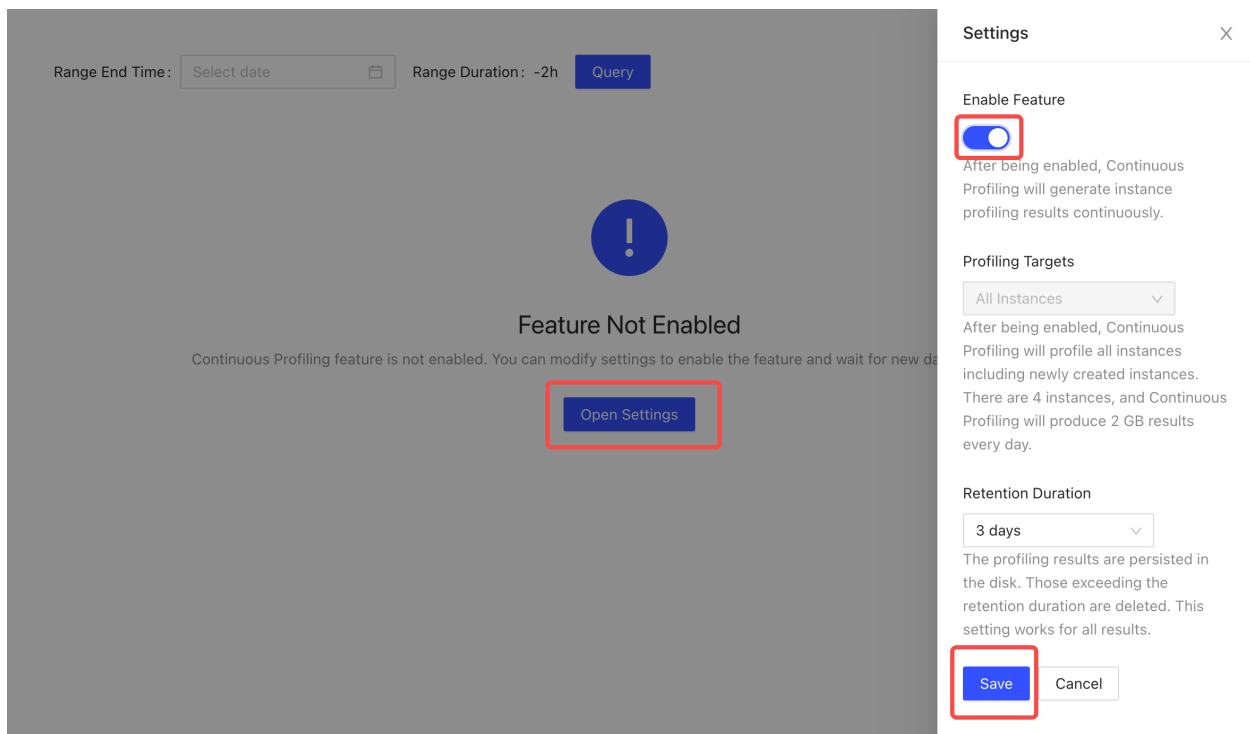 Range End Time: Select date Range Duration: -2h Query
Feature Not Enabled
Continuous Profiling feature is not enabled. You can modify settings to enable the feature and wait for new
Open Settings
Settings
Enable Feature
After being enabled, Continuous
Profiling will generate instance
profiling results continuously.
Profiling Targets
All Instances
After being enabled, Continuous
Profiling will profile all instances
including newly created instances.
There are 4 instances, and Continuous
Profiling will produce 2 GB results
every day.
Retention Duration
3 days
The profiling results are persisted in
the disk. Those exceeding the
retention duration are deleted. This
setting works for all results.
Save Cancel